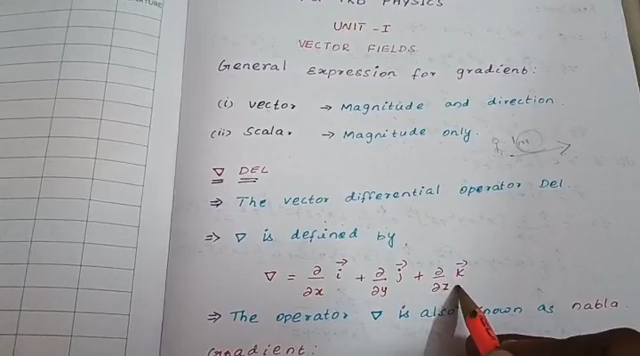 PHYSICS
UNIT - I
VECTOR FIELDS
General Expression for gradient:
(i) Vector → Magnitude and direction.
(ii) Scalar → Magnitude only.
∇ DEL
⇒ The vector differential operator Del.
⇒ ∇ is defined by
∇ = ∂/∂x i⃗ + ∂/∂y j⃗ + ∂/∂z k⃗
⇒ The operator ∇ is also known as nabla.
Gradient: